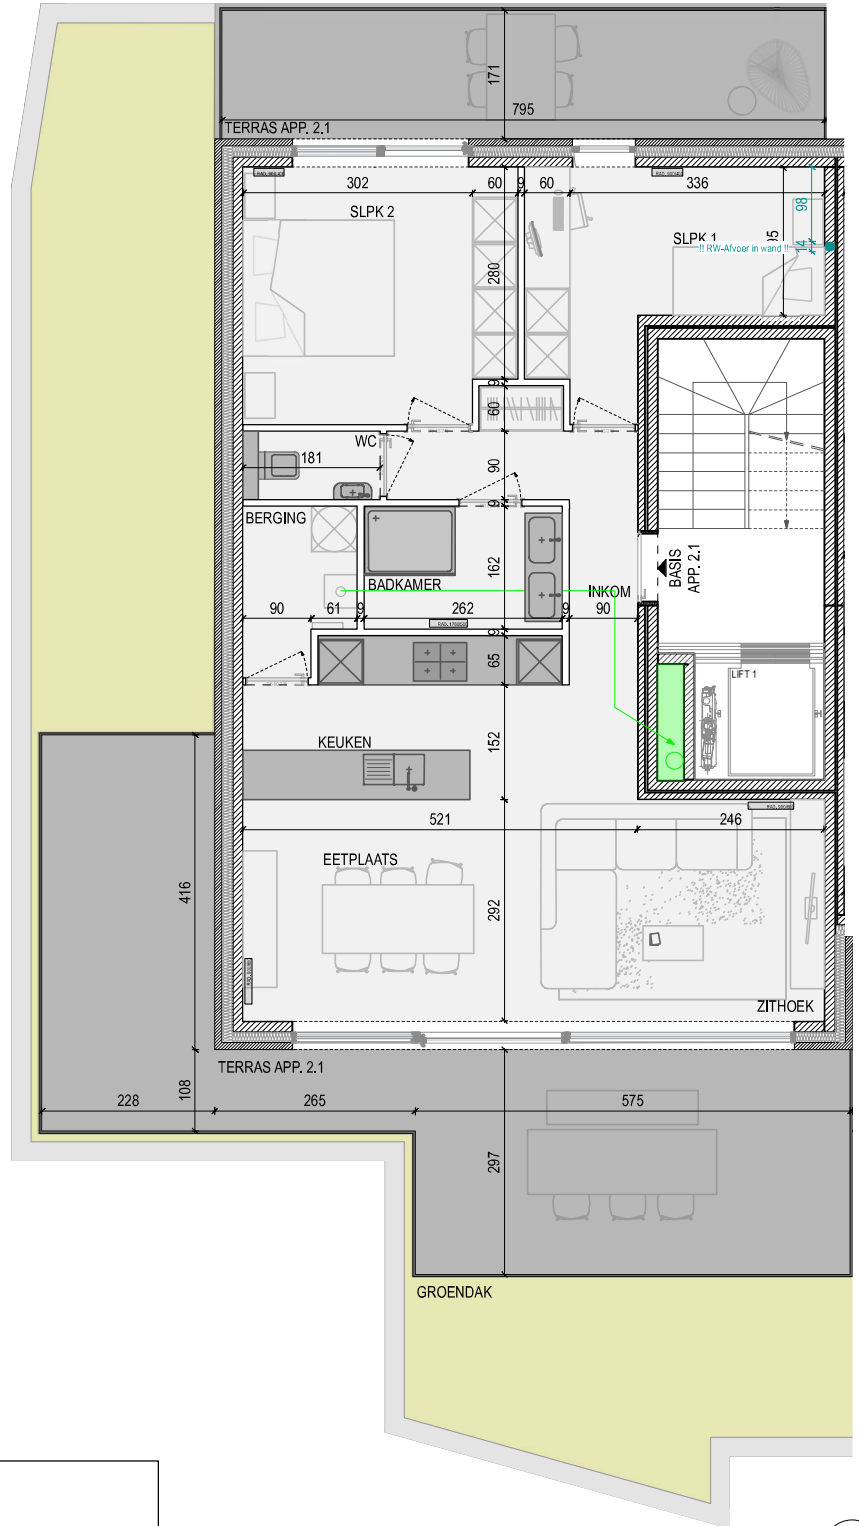 171
795
TERRAS APP. 2.1
302
60
9
60
336
98
SLPK 2
SLPK 1
!! RW-Afvoer in wand !!
14
280
9
60
WC
181
90
9
BERGING
BADKAMER
162
INKOM
BASIS
APP. 2.1
90
61
9
262
9
90
9
65
LIFT 1
KEUKEN
152
521
246
EETPLAATS
416
292
ZITHOEK
TERRAS APP. 2.1
108
228
265
575
297
GROENDAK